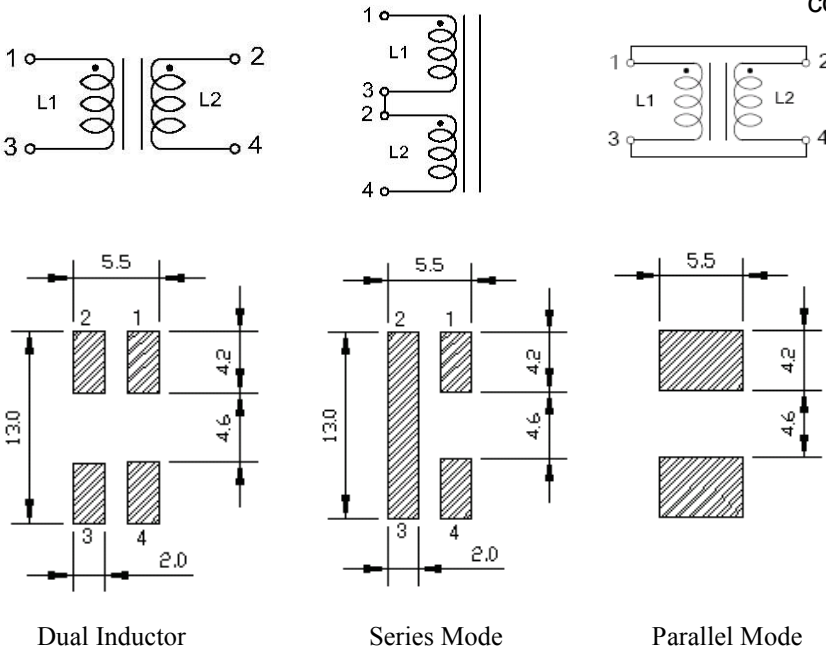 1 2 L1 L2 3 4
1 L1 3 2 L2 4
1 2 L1 L2 3 4
5.5 2 1 4.2 13.0 4.6 3 4 2.0
5.5 2 1 4.2 13.0 4.6 3 4 2.0
5.5 4.2 4.6
Dual Inductor Series Mode Parallel Mode